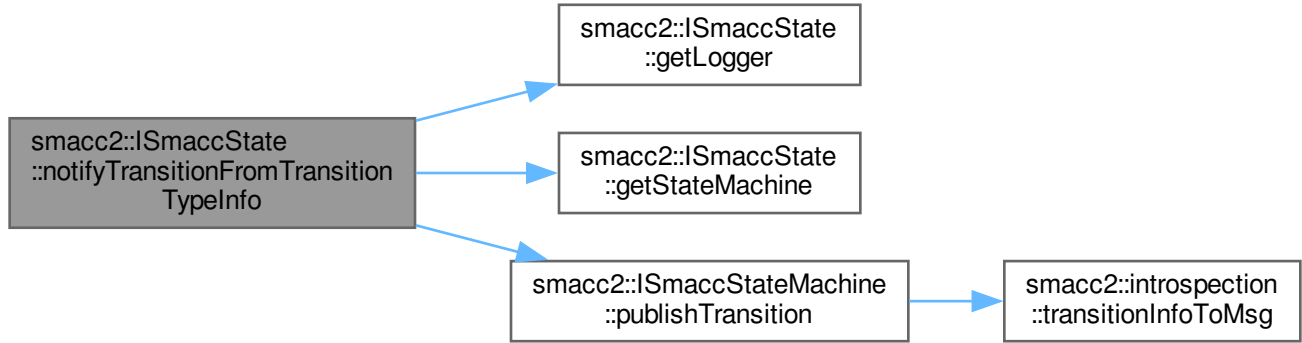 smacc2::ISmaccState
::notifyTransitionFromTransition
TypeInfo
smacc2::ISmaccState
::getLogger
smacc2::ISmaccState
::getStateMachine
smacc2::ISmaccStateMachine
::publishTransition
smacc2::introspection
::transitionInfoToMsg